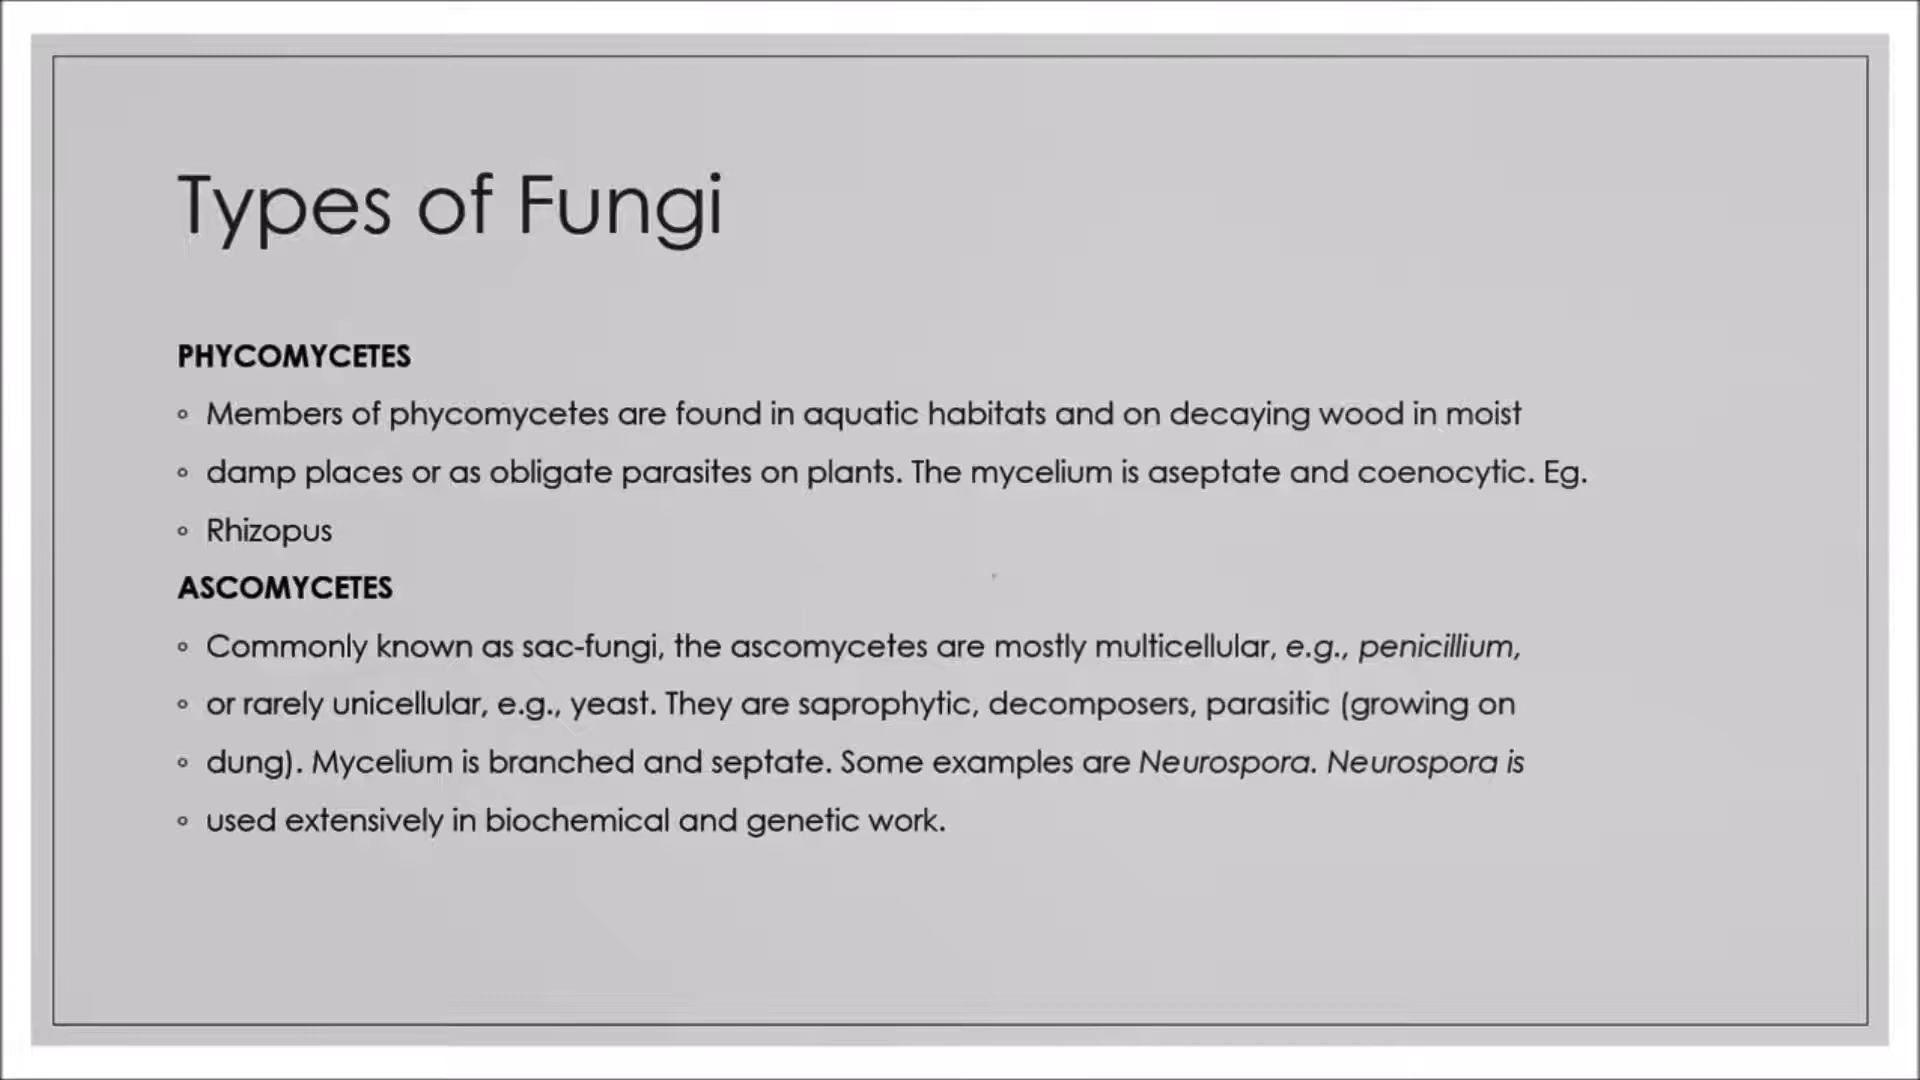 Types of Fungi
PHYCOMYCETES
◦ Members of phycomycetes are found in aquatic habitats and on decaying wood in moist
◦ damp places or as obligate parasites on plants. The mycelium is aseptate and coenocytic. Eg.
◦ Rhizopus
ASCOMYCETES
◦ Commonly known as sac-fungi, the ascomycetes are mostly multicellular, e.g., penicillium,
◦ or rarely unicellular, e.g., yeast. They are saprophytic, decomposers, parasitic (growing on
◦ dung). Mycelium is branched and septate. Some examples are Neurospora. Neurospora is
◦ used extensively in biochemical and genetic work.